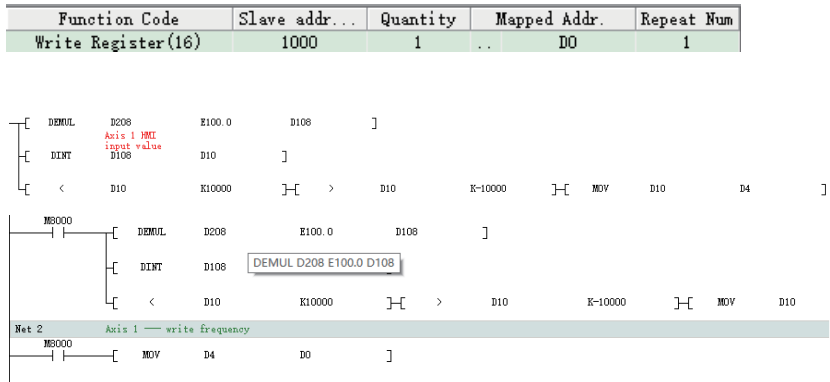 Function Code Slave addr... Quantity Mapped Addr. Repeat Num
Write Register(16) 1000 1 .. D0 1
DEMUL D208 E100.0 D108
Axis 1 HMI
input value
DINT D108 D10
< D10 K10000 > D10 K-10000 MOV D10 D4
M8000
DEMUL D208 E100.0 D108
DINT D108 DEMUL D208 E100.0 D108
< D10 K10000 > D10 K-10000 MOV D10
Net 2 Axis 1 —— write frequency
M8000
MOV D4 D0